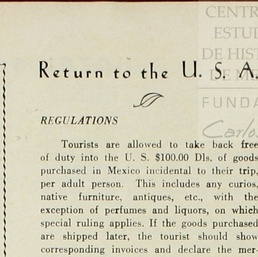 CENTR
ESTUD
DE HIST
DE M
FUNDA
Carlos
Return to the U. S. A.
REGULATIONS
Tourists are allowed to take back free
of duty into the U. S. $100.00 Dls. of goods
purchased in Mexico incidental to their trip,
per adult person. This includes any curios,
native furniture, antiques, etc., with the
exception of perfumes and liquors, on which
special ruling applies. If the goods purchased
are shipped later, the tourist should show
corresponding invoices and declare the mer-